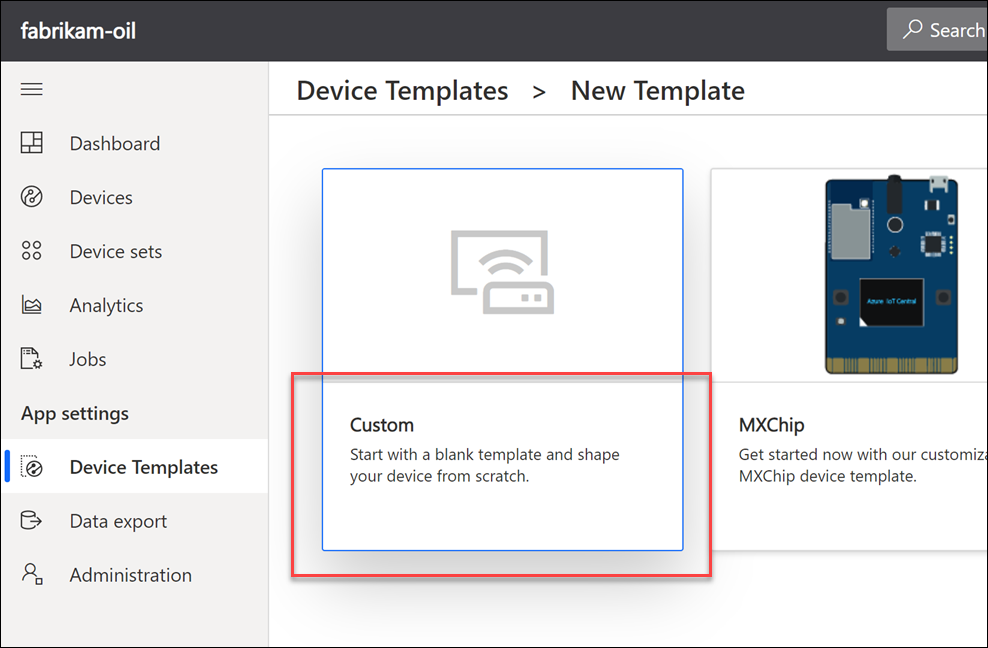 fabrikam-oil
Search
Device Templates > New Template
Dashboard
Devices
Device sets
Analytics
Jobs
App settings
Device Templates
Data export
Administration
Azure IoT Central
Custom
Start with a blank template and shape
your device from scratch.
MXChip
Get started now with our customiza
MXChip device template.